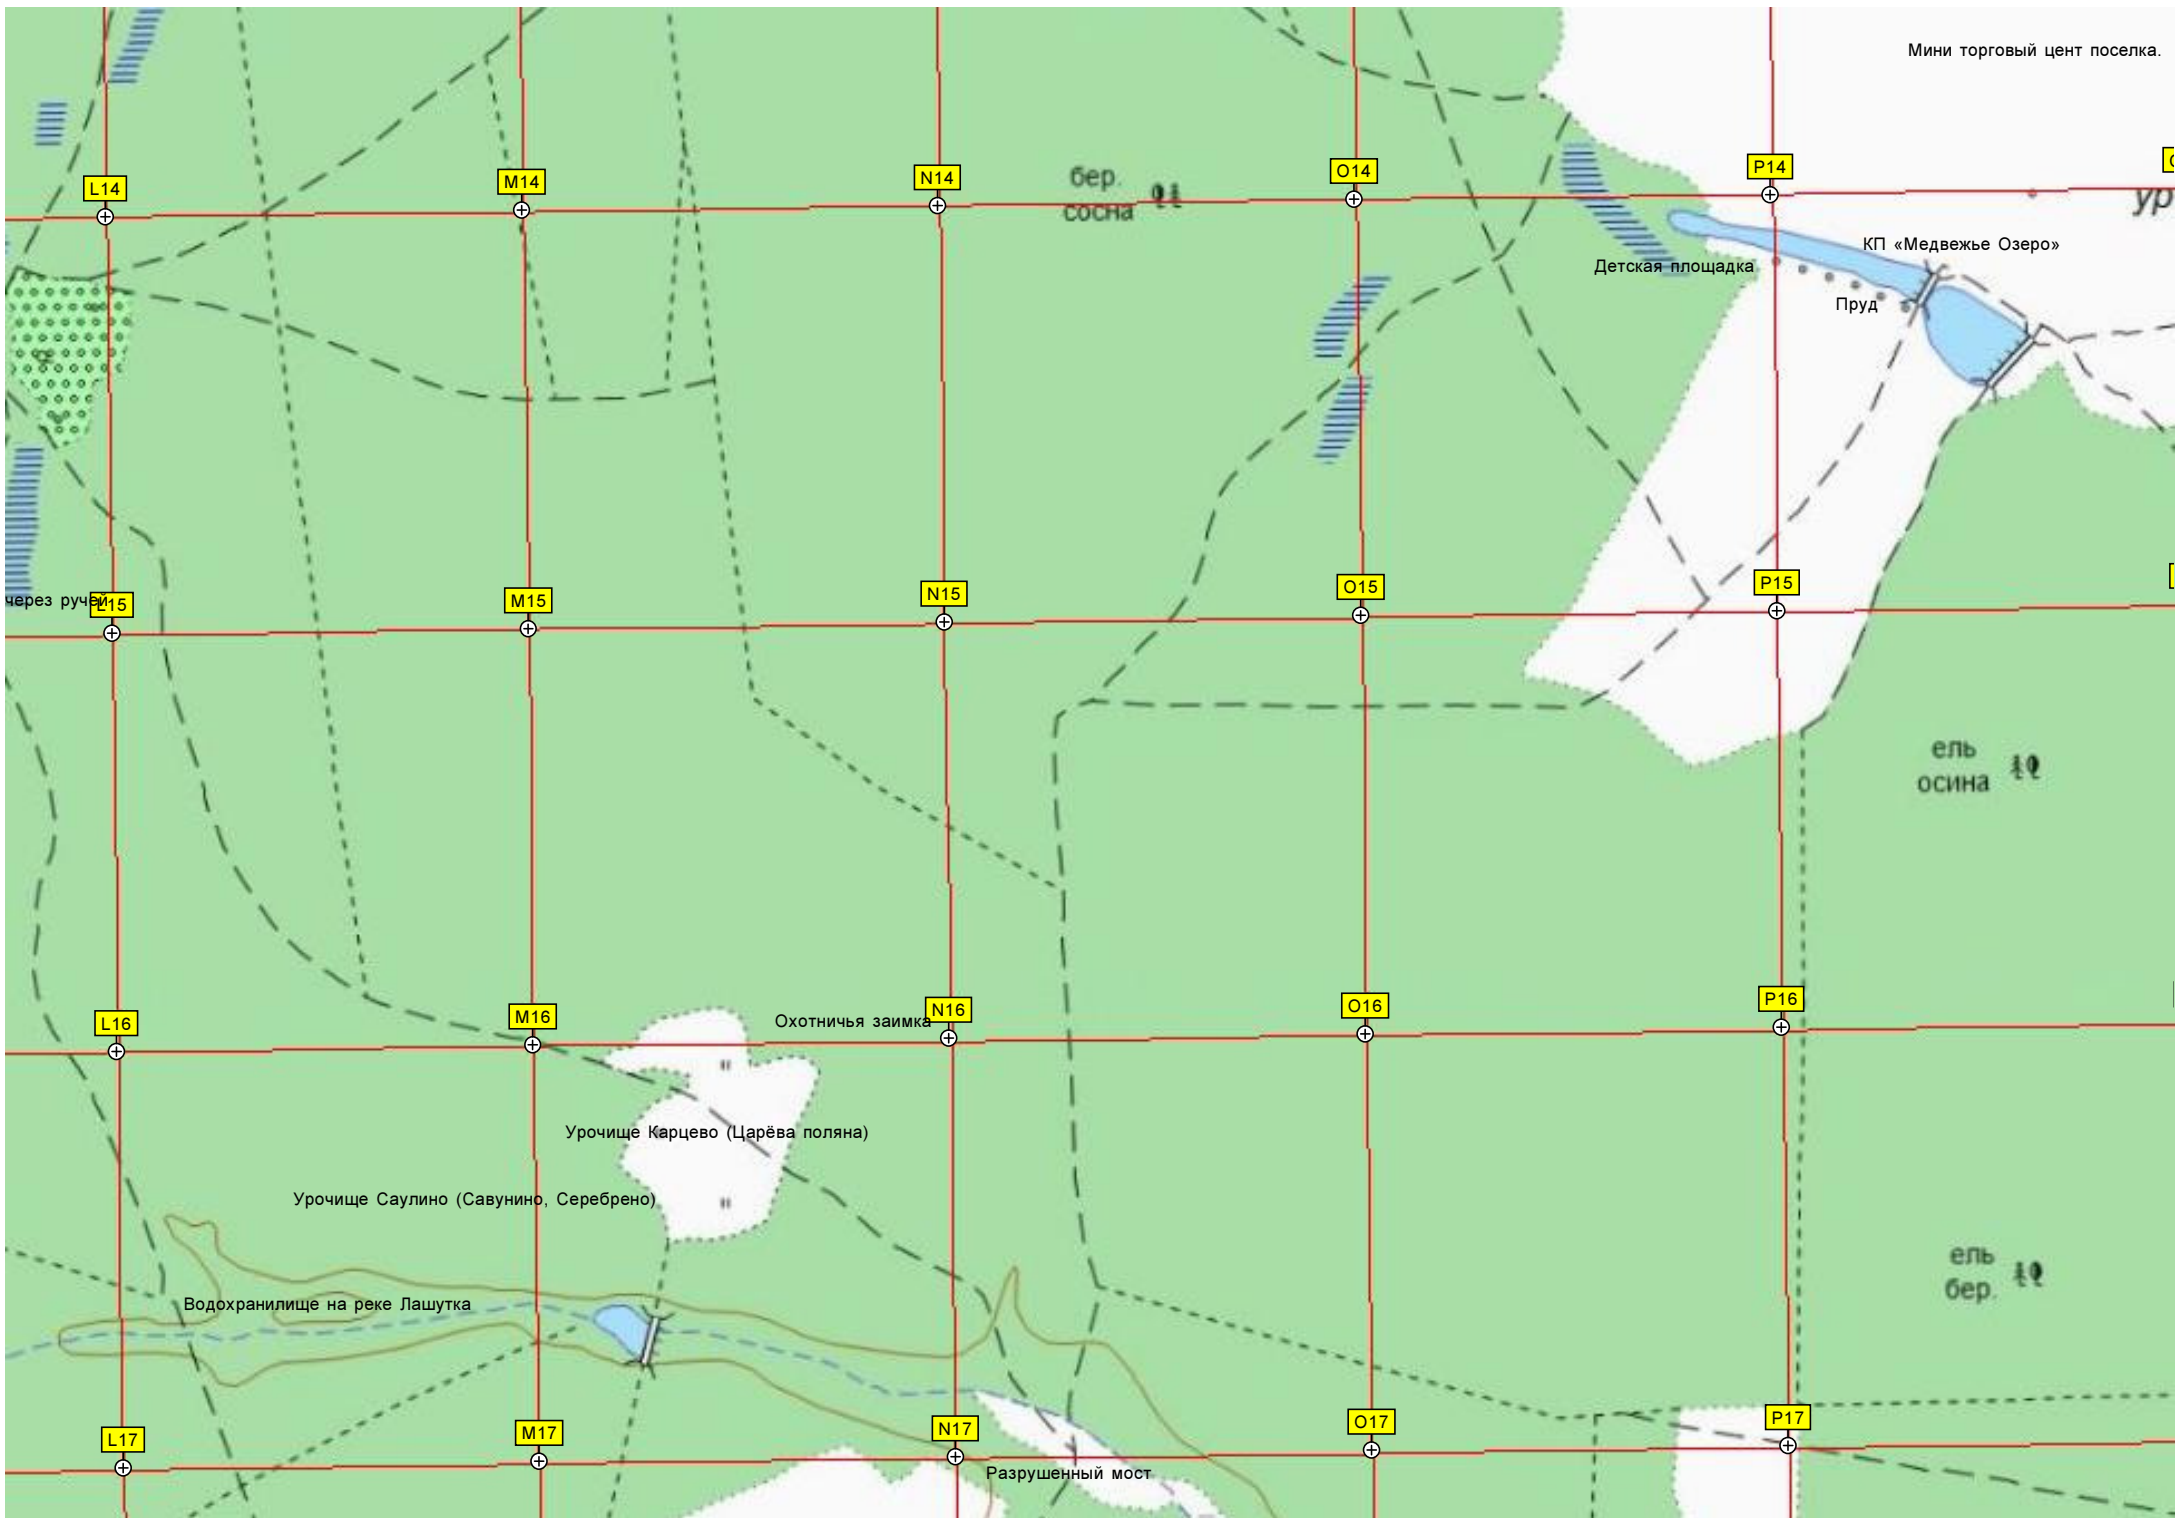 Мини торговый цент поселка.
L14
M14
N14
бер.
сосна
O14
P14
ур
КП «Медвежье Озеро»
Детская площадка
Пруд
через ручей
L15
M15
N15
O15
P15
ель
осина
L16
M16
Охотничья заимка
N16
O16
P16
Урочище Карцево (Царёва поляна)
Урочище Саулино (Савунино, Серебрено)
ель
бер.
Водохранилище на реке Лашутка
L17
M17
N17
O17
P17
Разрушенный мост